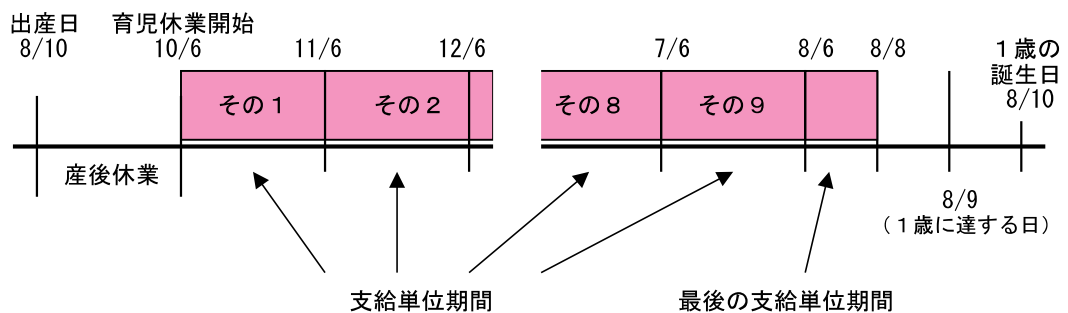 出産日
8/10
育児休業開始
10/6
11/6
12/6
7/6
8/6
8/8
１歳の
誕生日
8/10
その１
その２
その８
その９
産後休業
8/9
（１歳に達する日）
支給単位期間
最後の支給単位期間